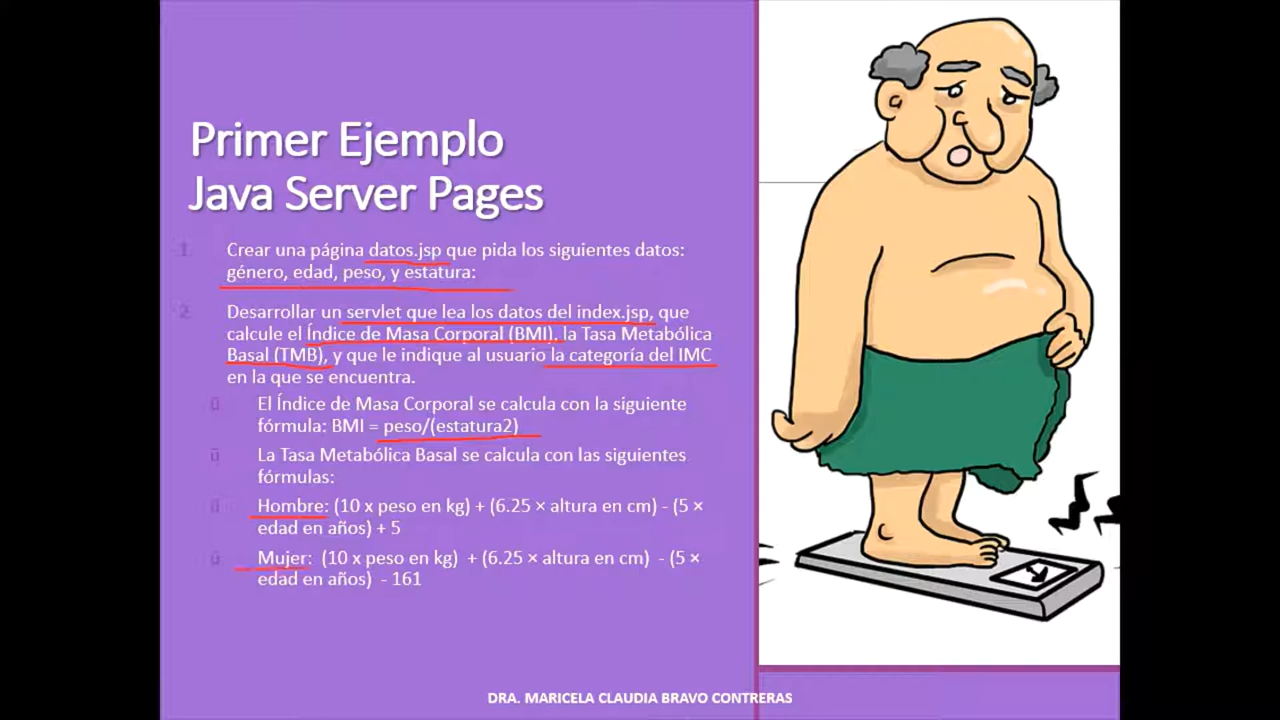 Primer Ejemplo
Java Server Pages
1 Crear una página datos.jsp que pida los siguientes datos:
género, edad, peso, y estatura:
2 Desarrollar un servlet que lea los datos del index.jsp, que
calcule el Índice de Masa Corporal (BMI), la Tasa Metabólica
Basal (TMB), y que le indique al usuario la categoría del IMC
en la que se encuentra.
ü El Índice de Masa Corporal se calcula con la siguiente
fórmula: BMI = peso/(estatura2)
ü La Tasa Metabólica Basal se calcula con las siguientes
fórmulas:
ü Hombre: (10 x peso en kg) + (6.25 × altura en cm) - (5 ×
edad en años) + 5
ü Mujer: (10 x peso en kg) + (6.25 × altura en cm) - (5 ×
edad en años) - 161
DRA. MARICELA CLAUDIA BRAVO CONTRERAS